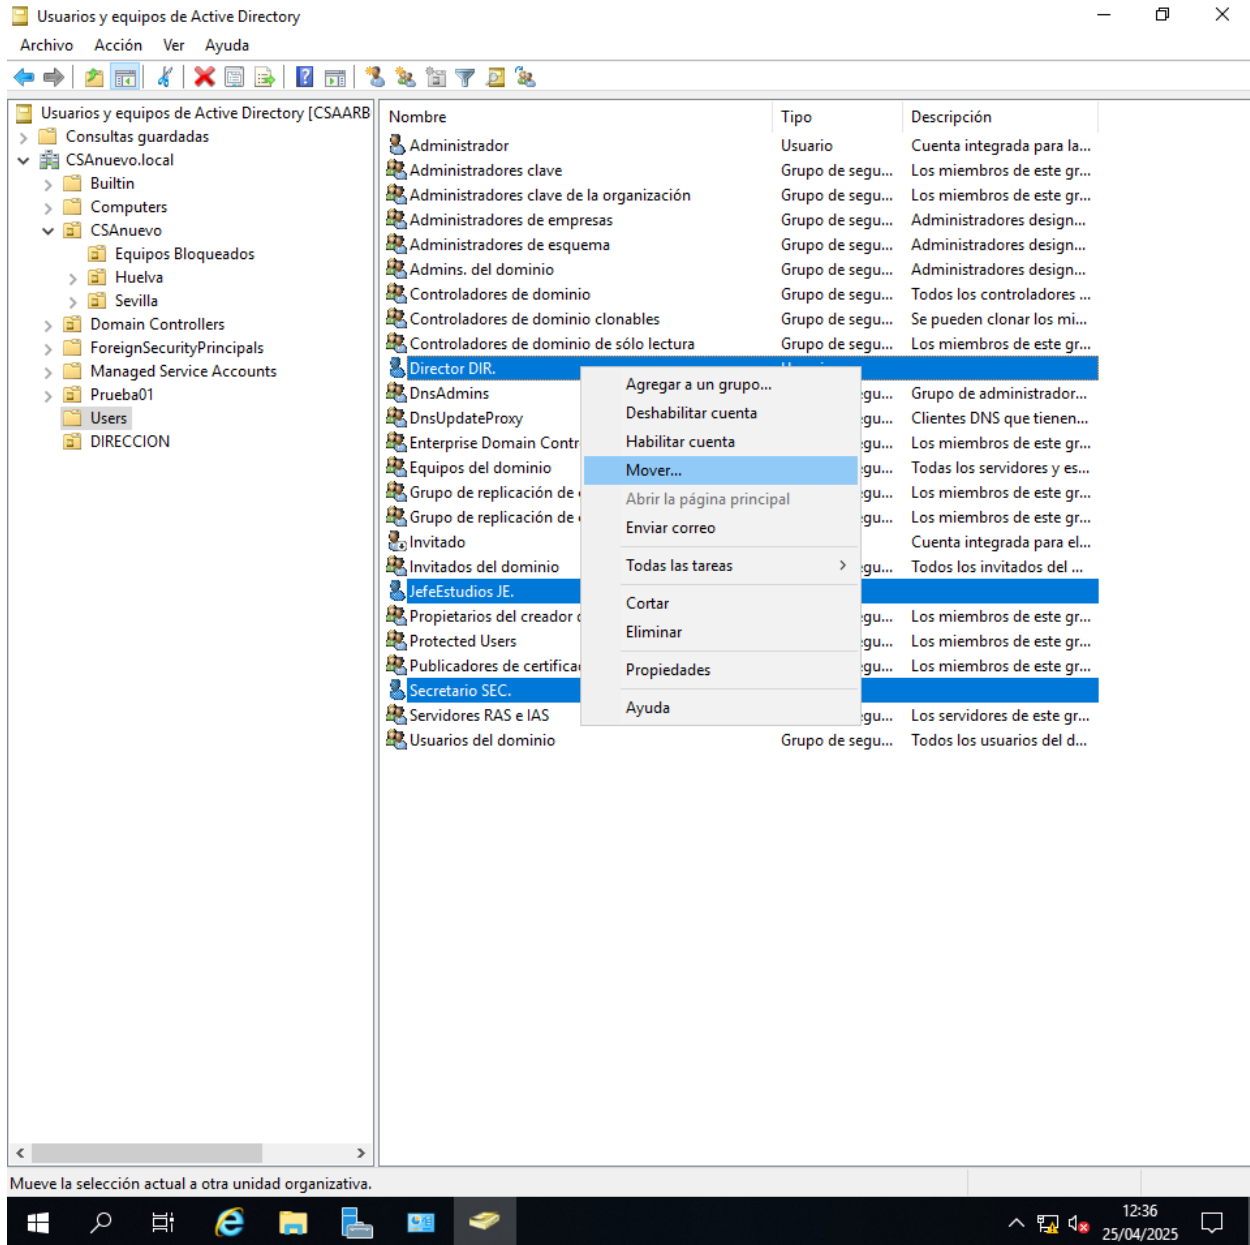 Usuarios y equipos de Active Directory
Archivo Acción Ver Ayuda
Usuarios y equipos de Active Directory [CSAARB
Consultas guardadas
CSAnuevo.local
Builtin
Computers
CSAnuevo
Equipos Bloqueados
Huelva
Sevilla
Domain Controllers
ForeignSecurityPrincipals
Managed Service Accounts
Prueba01
Users
DIRECCION
Nombre Tipo Descripción
Administrador Usuario Cuenta integrada para la...
Administradores clave Grupo de segu... Los miembros de este gr...
Administradores clave de la organización Grupo de segu... Los miembros de este gr...
Administradores de empresas Grupo de segu... Administradores design...
Administradores de esquema Grupo de segu... Administradores design...
Admins. del dominio Grupo de segu... Administradores design...
Controladores de dominio Grupo de segu... Todos los controladores ...
Controladores de dominio clonables Grupo de segu... Se pueden clonar los mi...
Controladores de dominio de sólo lectura Grupo de segu... Los miembros de este gr...
Director DIR.
DnsAdmins gu... Grupo de administrador...
DnsUpdateProxy gu... Clientes DNS que tienen...
Enterprise Domain Contr gu... Los miembros de este gr...
Equipos del dominio gu... Todas los servidores y es...
Grupo de replicación de gu... Los miembros de este gr...
Grupo de replicación de gu... Los miembros de este gr...
Invitado Cuenta integrada para el...
Invitados del dominio gu... Todos los invitados del ...
JefeEstudios JE.
Propietarios del creador gu... Los miembros de este gr...
Protected Users gu... Los miembros de este gr...
Publicadores de certifica gu... Los miembros de este gr...
Secretario SEC.
Servidores RAS e IAS gu... Los servidores de este gr...
Usuarios del dominio Grupo de segu... Todos los usuarios del d...
Agregar a un grupo...
Deshabilitar cuenta
Habilitar cuenta
Mover...
Abrir la página principal
Enviar correo
Todas las tareas
Cortar
Eliminar
Propiedades
Ayuda
Mueve la selección actual a otra unidad organizativa.
12:36
25/04/2025